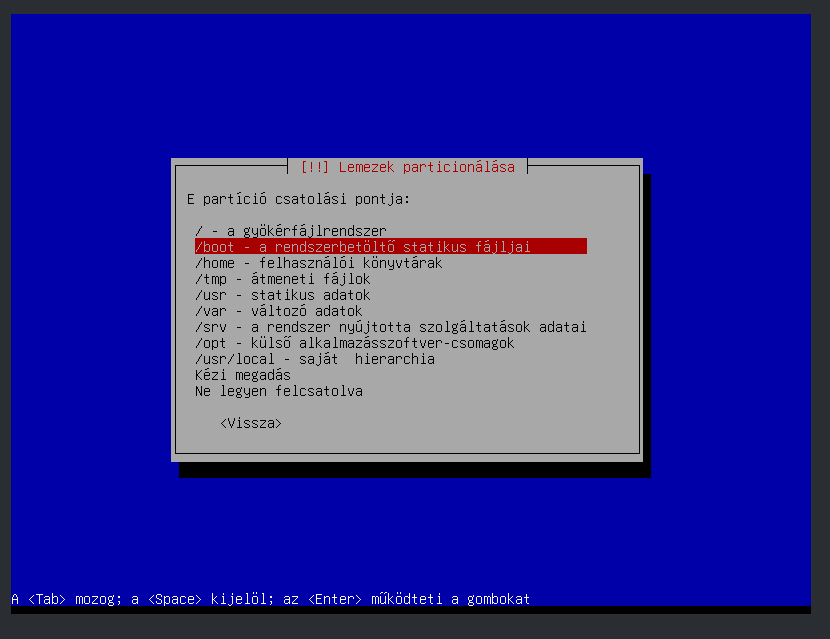 [!!] Lemezek particionálása
E partíció csatolási pontja:
/ - a gyökérfájlrendszer
/boot - a rendszerbetöltő statikus fájljai
/home - felhasználói könyvtárak
/tmp - átmeneti fájlok
/usr - statikus adatok
/var - változó adatok
/srv - a rendszer nyújtotta szolgáltatások adatai
/opt - külső alkalmazásszoftver-csomagok
/usr/local - saját  hierarchia
Kézi megadás
Ne legyen felcsatolva
<Vissza>
A <Tab> mozog; a <Space> kijelöl; az <Enter> működteti a gombokat